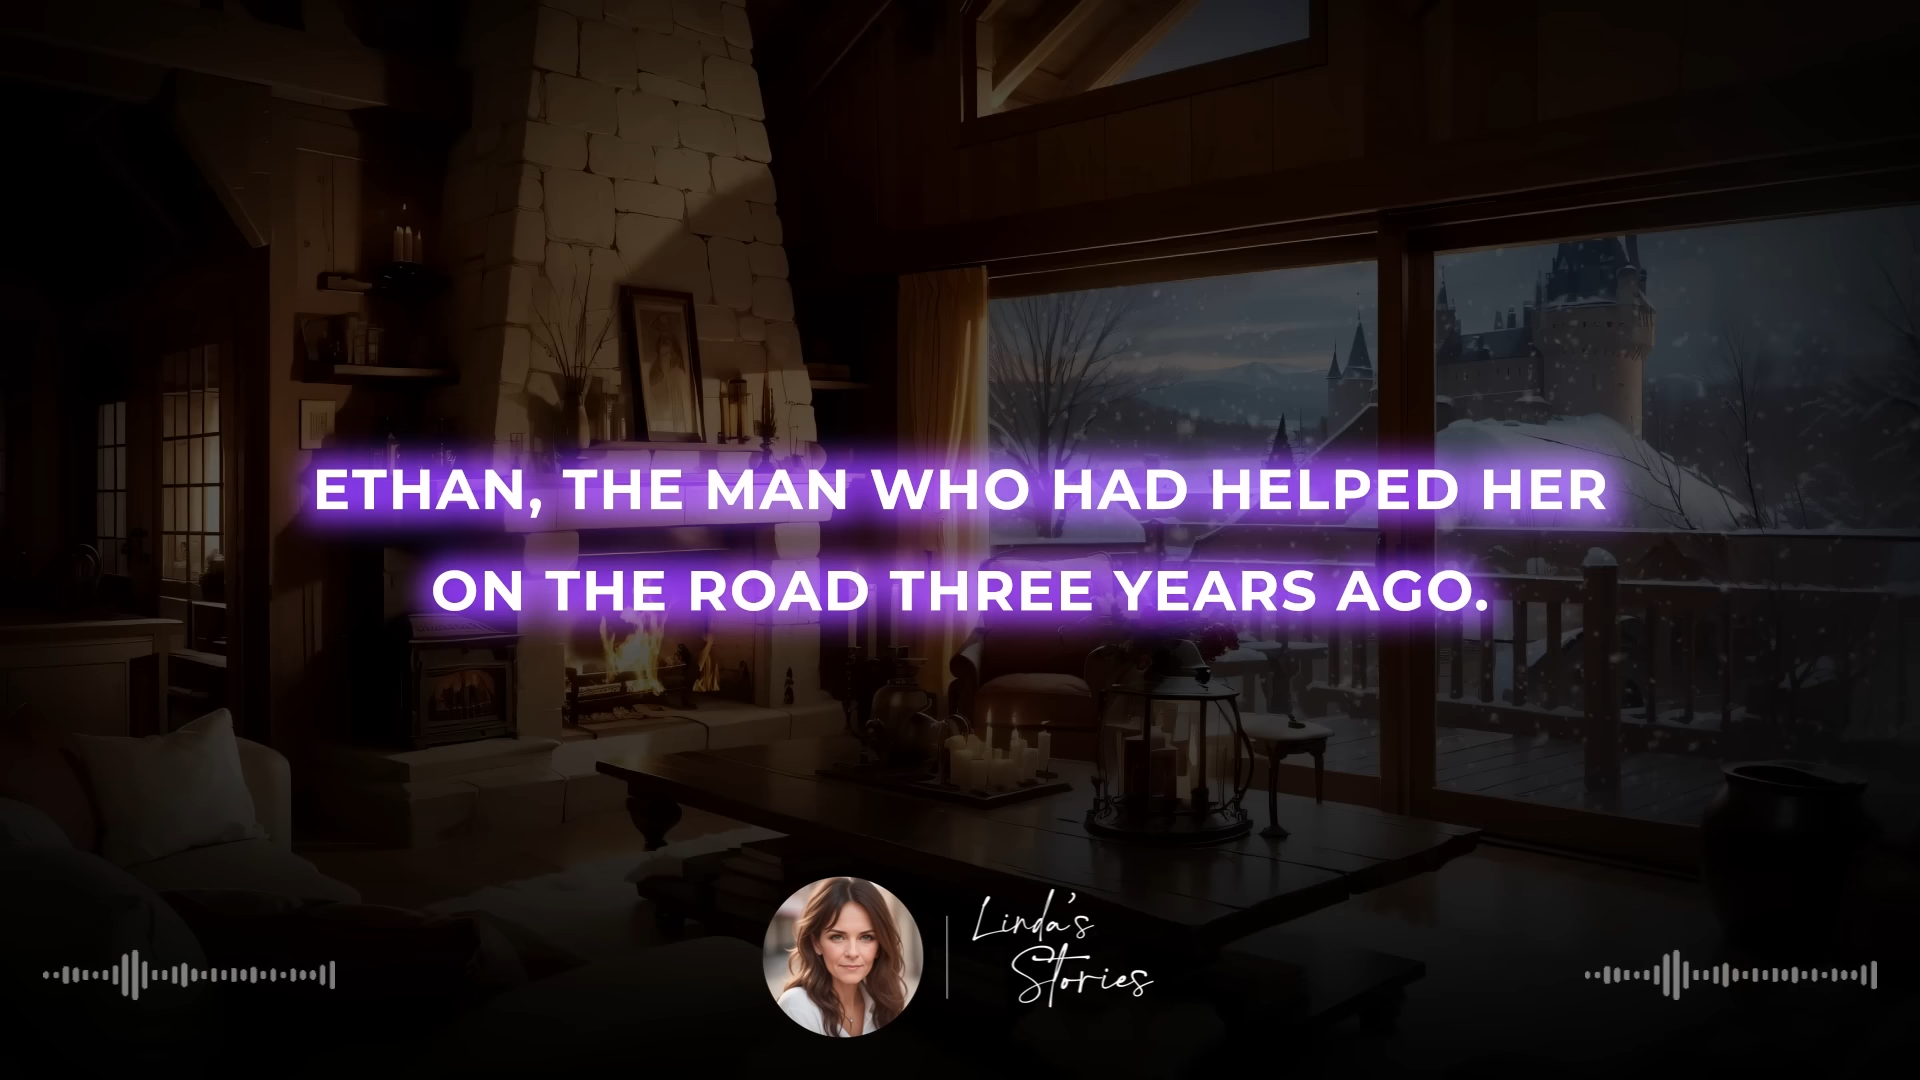 ETHAN, THE MAN WHO HAD HELPED HER
ON THE ROAD THREE YEARS AGO.
Linda's
Stories